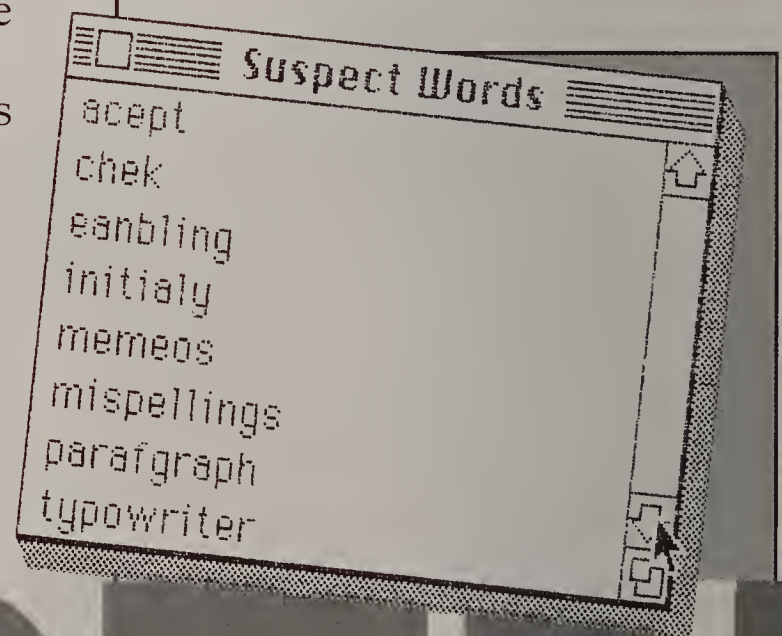 e
s
Suspect Words
acept
chek
eanbling
initialy
memeos
mispellings
parafgraph
typowriter